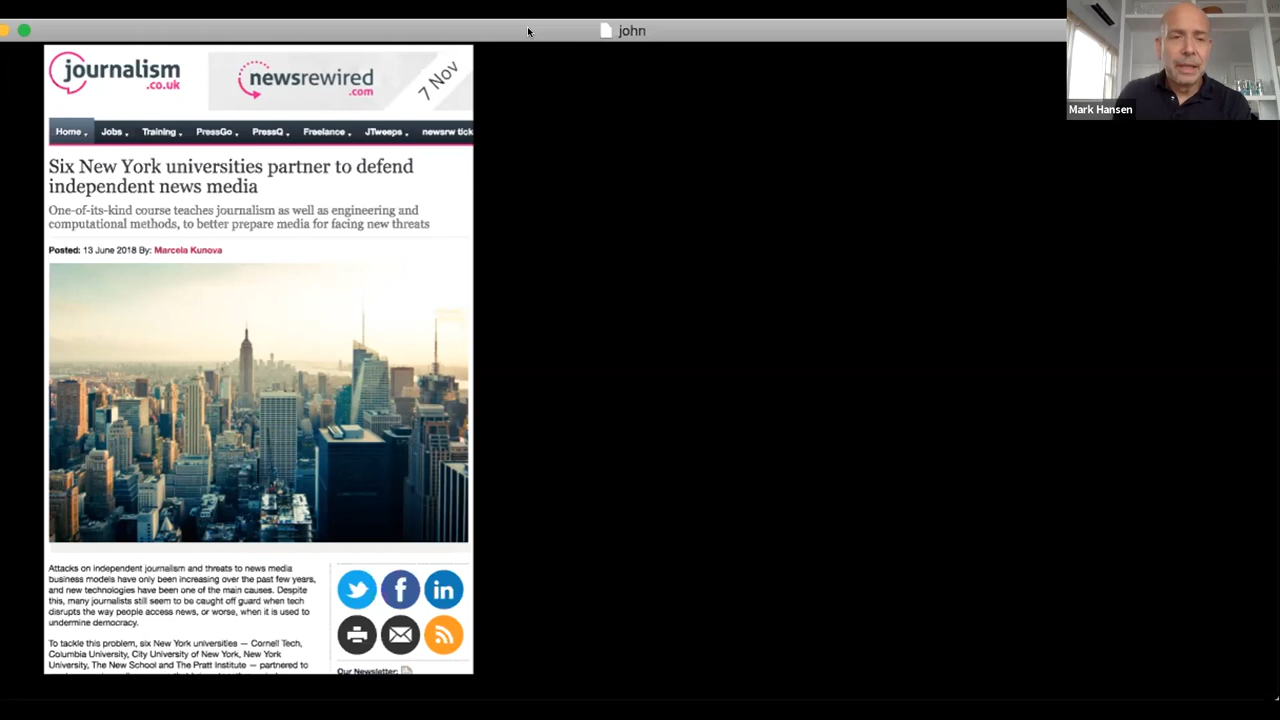 john
Mark Hansen
journalism
.co.uk
newsrewired
.com
7 Nov
Home Jobs Training PressGo PressQ Freelance JTweeps newsrw tick
Six New York universities partner to defend
independent news media
One-of-its-kind course teaches journalism as well as engineering and
computational methods, to better prepare media for facing new threats
Posted: 13 June 2018 By: Marcela Kunova
Attacks on independent journalism and threats to news media
business models have only been increasing over the past few years,
and new technologies have been one of the main causes. Despite
this, many journalists still seem to be caught off guard when tech
disrupts the way people access news, or worse, when it is used to
undermine democracy.
To tackle this problem, six New York universities — Cornell Tech,
Columbia University, City University of New York, New York
University, The New School and The Pratt Institute — partnered to
in
Our Newsletter: